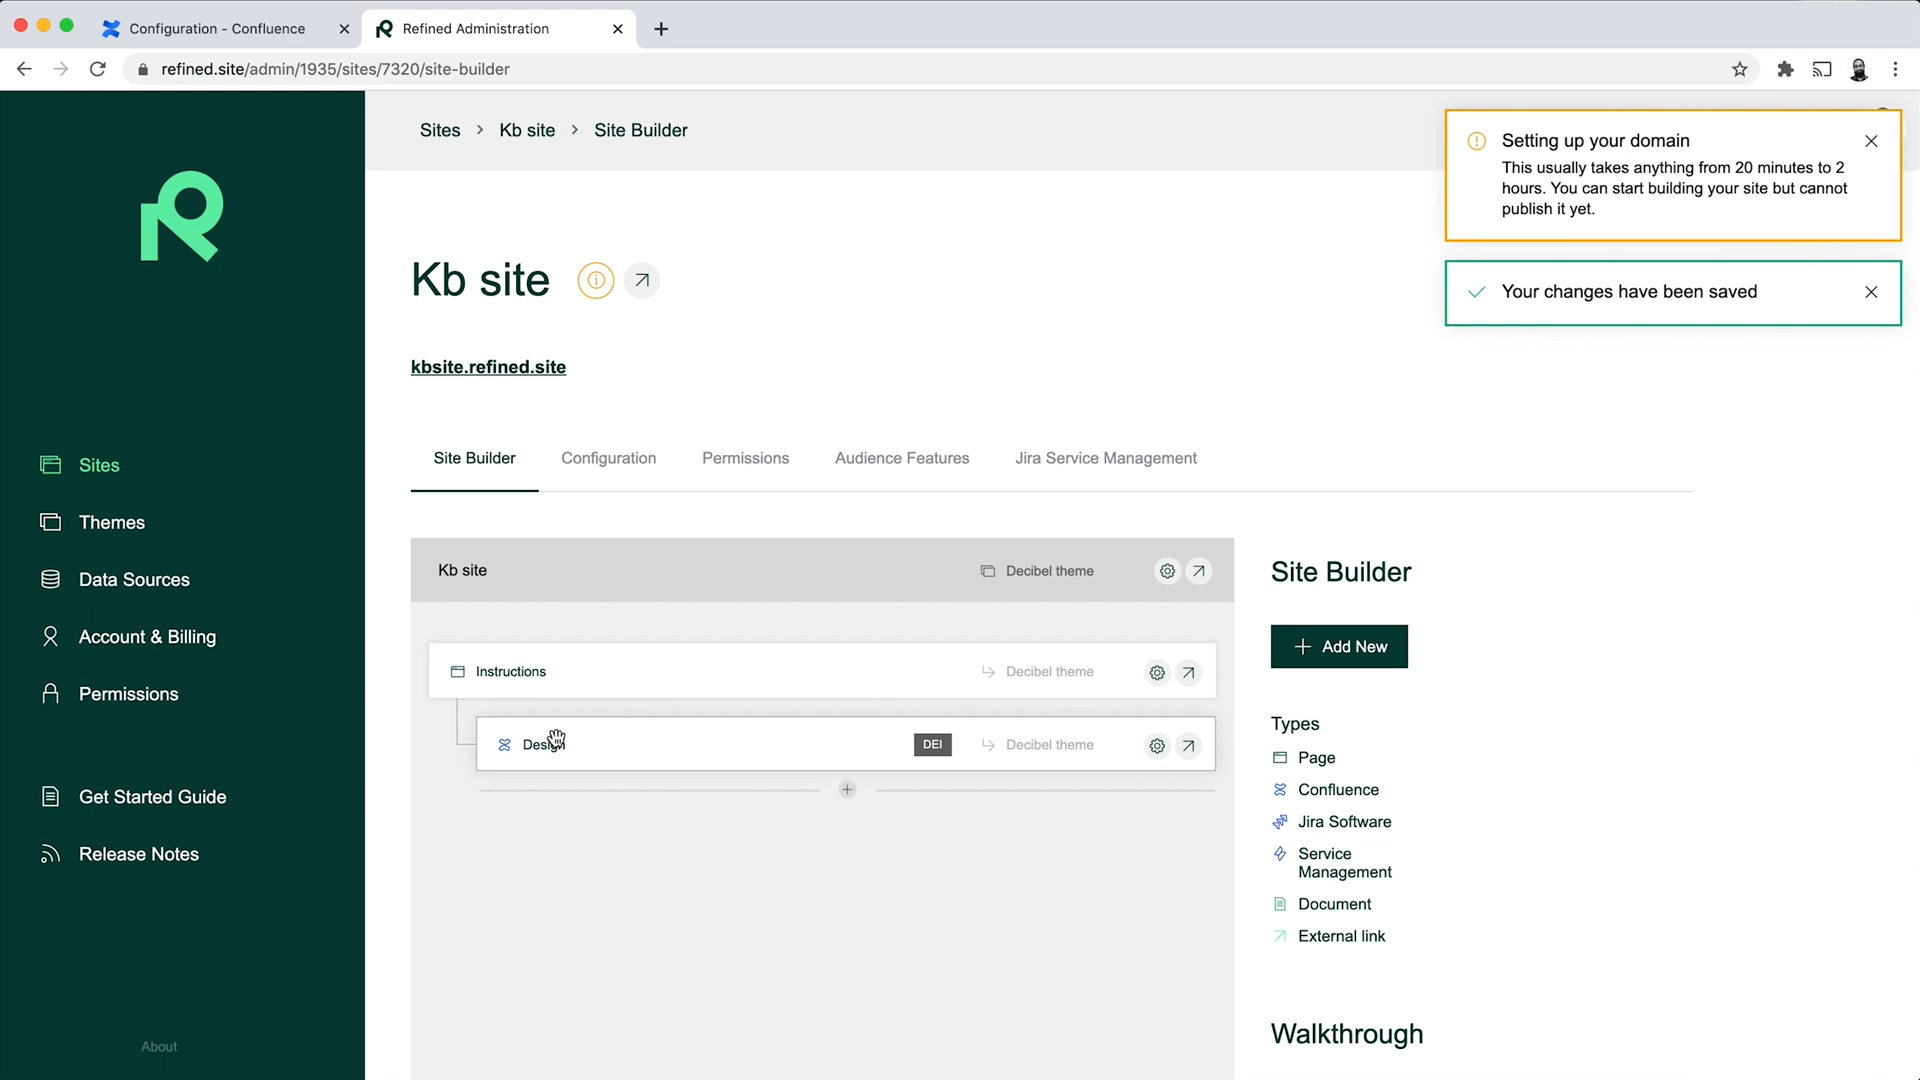 Configuration - Confluence
Refined Administration
refined.site/admin/1935/sites/7320/site-builder
Sites > Kb site > Site Builder
Setting up your domain
This usually takes anything from 20 minutes to 2
hours. You can start building your site but cannot
publish it yet.
Your changes have been saved
Kb site
kbsite.refined.site
Site Builder
Configuration
Permissions
Audience Features
Jira Service Management
Sites
Themes
Data Sources
Account & Billing
Permissions
Get Started Guide
Release Notes
About
Kb site
Decibel theme
Instructions
Decibel theme
Design
DEI
Decibel theme
Site Builder
Add New
Types
Page
Confluence
Jira Software
Service
Management
Document
External link
Walkthrough